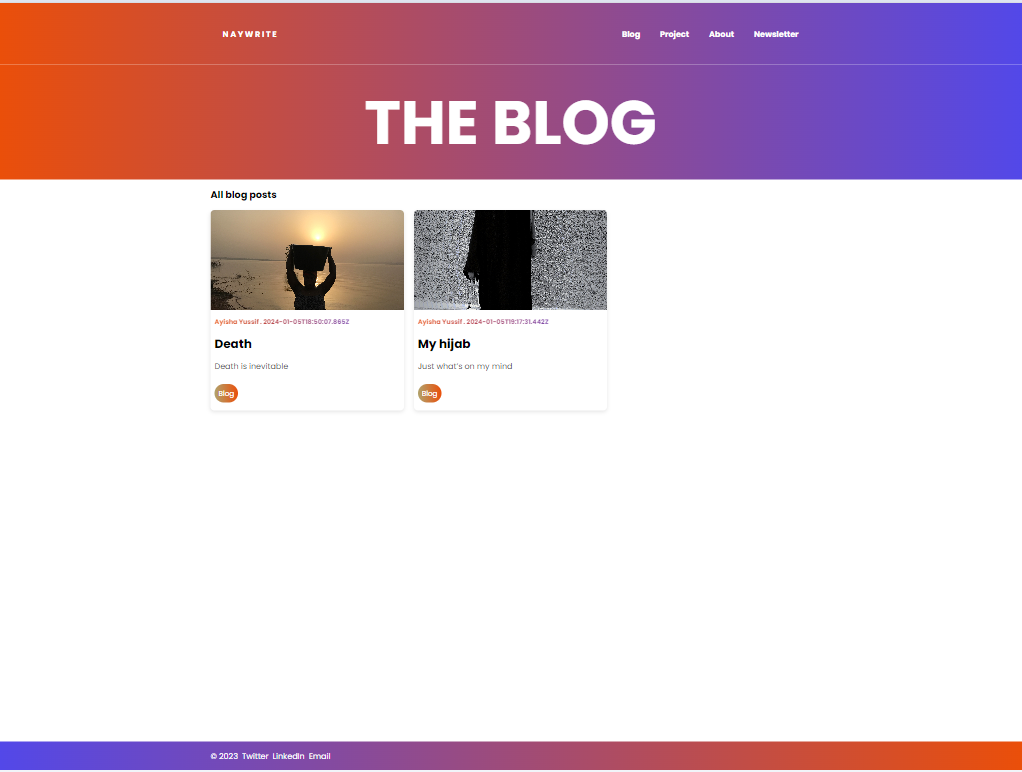 NAYWRITE
Blog Project About Newsletter
THE BLOG
All blog posts
Ayisha Yussif . 2024-01-05T18:50:07.865Z
Death
Death is inevitable
Blog
Ayisha Yussif . 2024-01-05T19:17:31.442Z
My hijab
Just what's on my mind
Blog
© 2023 Twitter LinkedIn Email